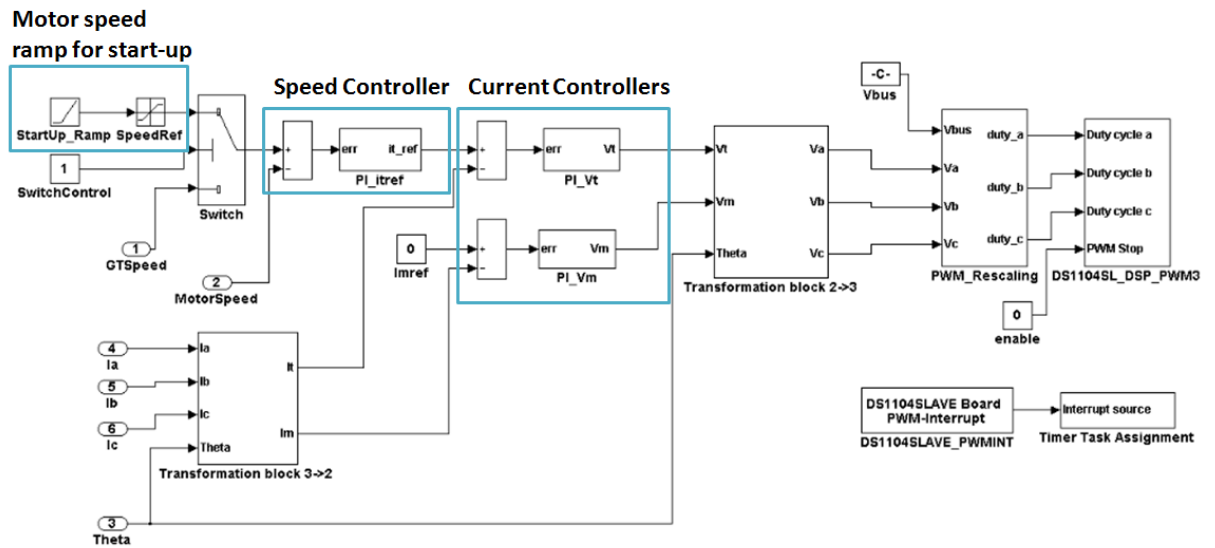 Motor speed
ramp for start-up
Speed Controller
Current Controllers
StartUp_Ramp
SpeedRef
1
SwitchControl
Switch
1
GTSpeed
2
MotorSpeed
+
−
err
it_ref
PI_itref
+
−
err
Vt
PI_Vt
0
Imref
+
−
err
Vm
PI_Vm
Vt
Vm
Theta
Va
Vb
Vc
Transformation block 2->3
-C-
Vbus
Vbus
Va
Vb
Vc
duty_a
duty_b
duty_c
PWM_Rescaling
Duty cycle a
Duty cycle b
Duty cycle c
PWM Stop
DS1104SL_DSP_PWM3
0
enable
4
Ia
5
Ib
6
Ic
Ia
Ib
Ic
Theta
It
Im
Transformation block 3->2
3
Theta
DS1104SLAVE Board
PWM-Interrupt
DS1104SLAVE_PWMINT
Interrupt source
Timer Task Assignment